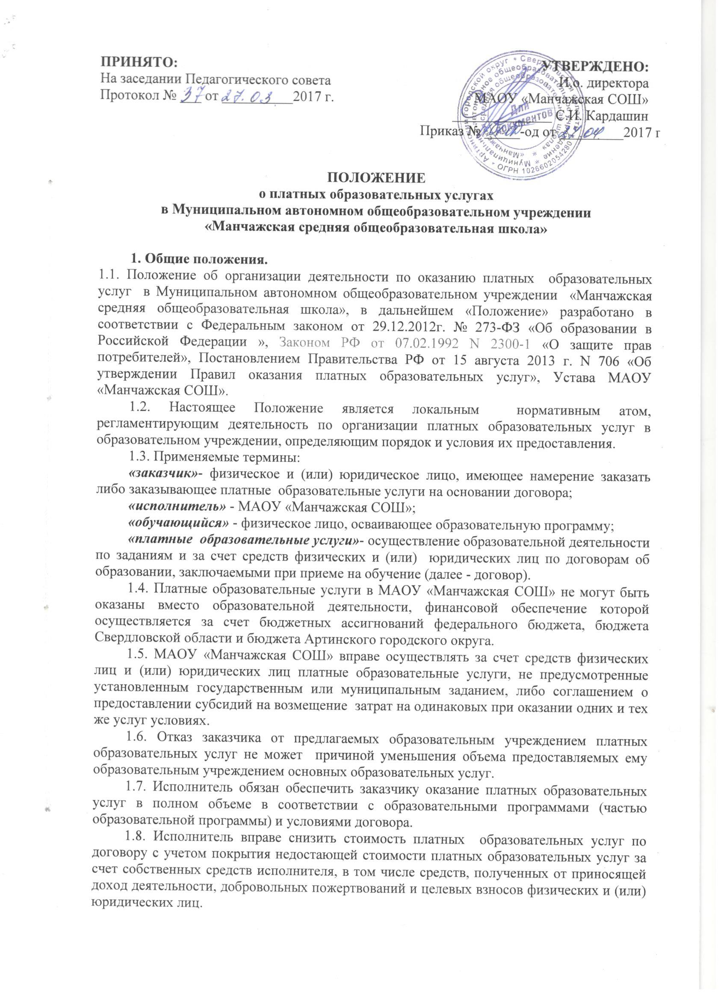 ПРИНЯТО:
На заседании Педагогического совета
Протокол № 37 от 27.03 2017 г.
УТВЕРЖДЕНО:
И.о. директора
МАОУ «Манчажская СОШ»
С.И. Кардашин
Приказ № -од от 04 2017 г
Артинский городской округ * Свердловская область * ОГРН 1026602054280
Муниципальное автономное общеобразовательное учреждение *
«Манчажская средняя общеобразовательная школа» *
Для
документов
ПОЛОЖЕНИЕ
о платных образовательных услугах
в Муниципальном автономном общеобразовательном учреждении
«Манчажская средняя общеобразовательная школа»
1. Общие положения.
1.1. Положение об организации деятельности по оказанию платных образовательных
услуг в Муниципальном автономном общеобразовательном учреждении «Манчажская
средняя общеобразовательная школа», в дальнейшем «Положение» разработано в
соответствии с Федеральным законом от 29.12.2012г. № 273-ФЗ «Об образовании в
Российской Федерации », Законом РФ от 07.02.1992 N 2300-1 «О защите прав
потребителей», Постановлением Правительства РФ от 15 августа 2013 г. N 706 «Об
утверждении Правил оказания платных образовательных услуг», Устава МАОУ
«Манчажская СОШ».
1.2. Настоящее Положение является локальным нормативным атом,
регламентирующим деятельность по организации платных образовательных услуг в
образовательном учреждении, определяющим порядок и условия их предоставления.
1.3. Применяемые термины:
«заказчик»- физическое и (или) юридическое лицо, имеющее намерение заказать
либо заказывающее платные образовательные услуги на основании договора;
«исполнитель» - МАОУ «Манчажская СОШ»;
«обучающийся» - физическое лицо, осваивающее образовательную программу;
«платные образовательные услуги»- осуществление образовательной деятельности
по заданиям и за счет средств физических и (или) юридических лиц по договорам об
образовании, заключаемыми при приеме на обучение (далее - договор).
1.4. Платные образовательные услуги в МАОУ «Манчажская СОШ» не могут быть
оказаны вместо образовательной деятельности, финансовой обеспечение которой
осуществляется за счет бюджетных ассигнований федерального бюджета, бюджета
Свердловской области и бюджета Артинского городского округа.
1.5. МАОУ «Манчажская СОШ» вправе осуществлять за счет средств физических
лиц и (или) юридических лиц платные образовательные услуги, не предусмотренные
установленным государственным или муниципальным заданием, либо соглашением о
предоставлении субсидий на возмещение затрат на одинаковых при оказании одних и тех
же услуг условиях.
1.6. Отказ заказчика от предлагаемых образовательным учреждением платных
образовательных услуг не может причиной уменьшения объема предоставляемых ему
образовательным учреждением основных образовательных услуг.
1.7. Исполнитель обязан обеспечить заказчику оказание платных образовательных
услуг в полном объеме в соответствии с образовательными программами (частью
образовательной программы) и условиями договора.
1.8. Исполнитель вправе снизить стоимость платных образовательных услуг по
договору с учетом покрытия недостающей стоимости платных образовательных услуг за
счет собственных средств исполнителя, в том числе средств, полученных от приносящей
доход деятельности, добровольных пожертвований и целевых взносов физических и (или)
юридических лиц.